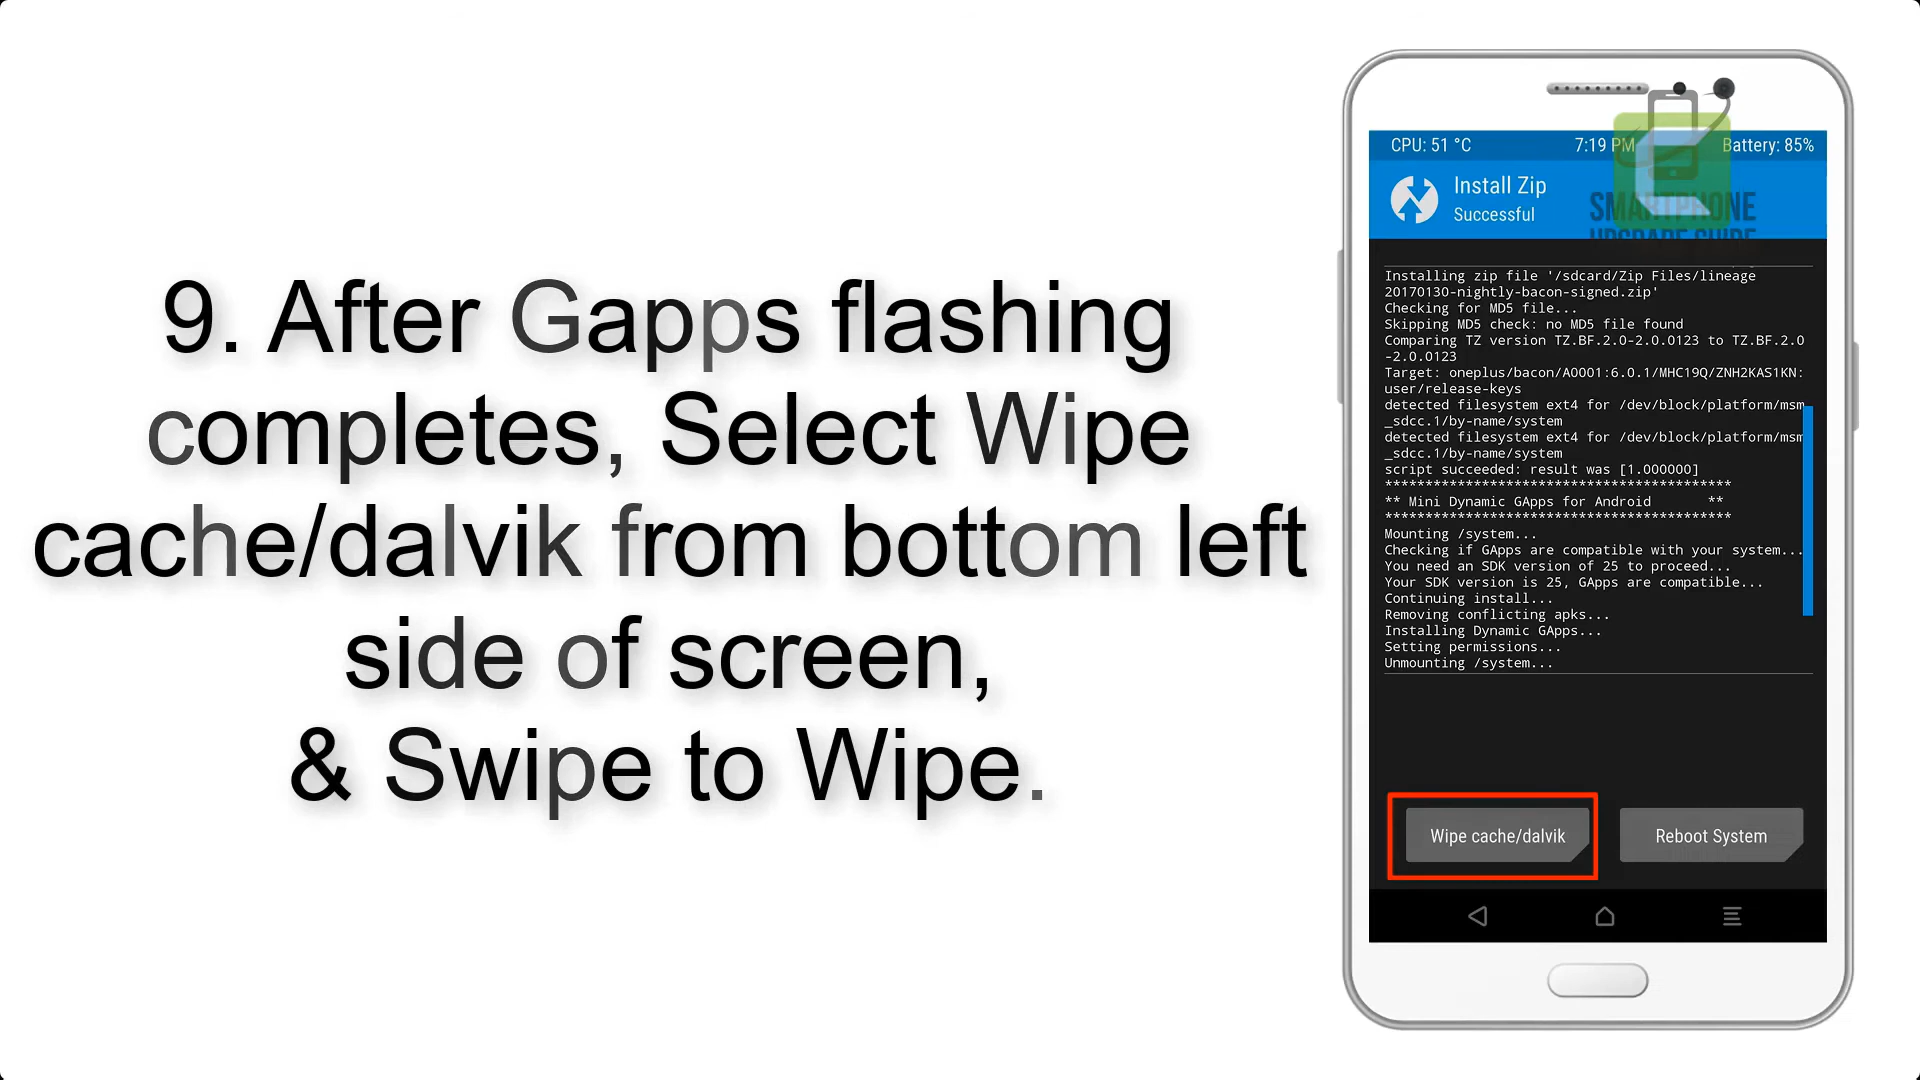 9. After Gapps flashing
completes, Select Wipe
cache/dalvik from bottom left
side of screen,
& Swipe to Wipe.
CPU: 51 °C 7:19 PM Battery: 85%
Install Zip
Successful
SMARTPHONE
UPGRADE GUIDE
Installing zip file '/sdcard/Zip Files/lineage
20170130-nightly-bacon-signed.zip'
Checking for MD5 file...
Skipping MD5 check: no MD5 file found
Comparing TZ version TZ.BF.2.0-2.0.0123 to TZ.BF.2.0
-2.0.0123
Target: oneplus/bacon/A0001:6.0.1/MHC19Q/ZNH2KAS1KN:
user/release-keys
detected filesystem ext4 for /dev/block/platform/msm
_sdcc.1/by-name/system
detected filesystem ext4 for /dev/block/platform/msm
_sdcc.1/by-name/system
script succeeded: result was [1.000000]
*******************************************
** Mini Dynamic GApps for Android **
*******************************************
Mounting /system...
Checking if GApps are compatible with your system...
You need an SDK version of 25 to proceed...
Your SDK version is 25, GApps are compatible...
Continuing install...
Removing conflicting apks...
Installing Dynamic GApps...
Setting permissions...
Unmounting /system...
Wipe cache/dalvik Reboot System